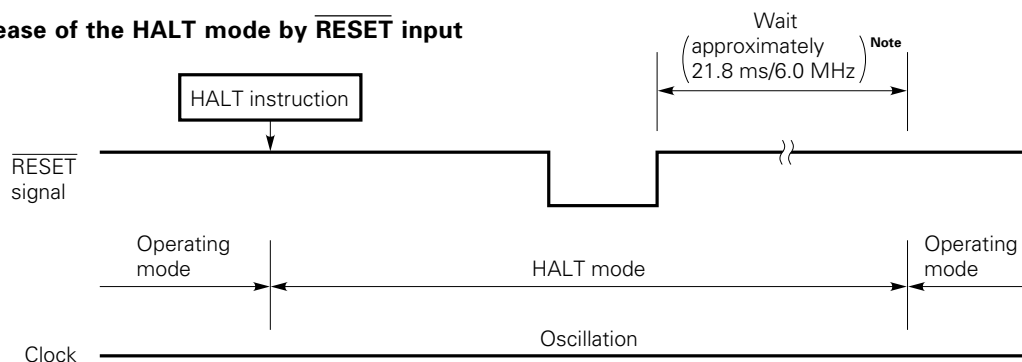 ease of the HALT mode by RESET input
Wait
(approximately
21.8 ms/6.0 MHz) Note
HALT instruction
RESET
signal
Operating
mode
HALT mode
Operating
mode
Oscillation
Clock